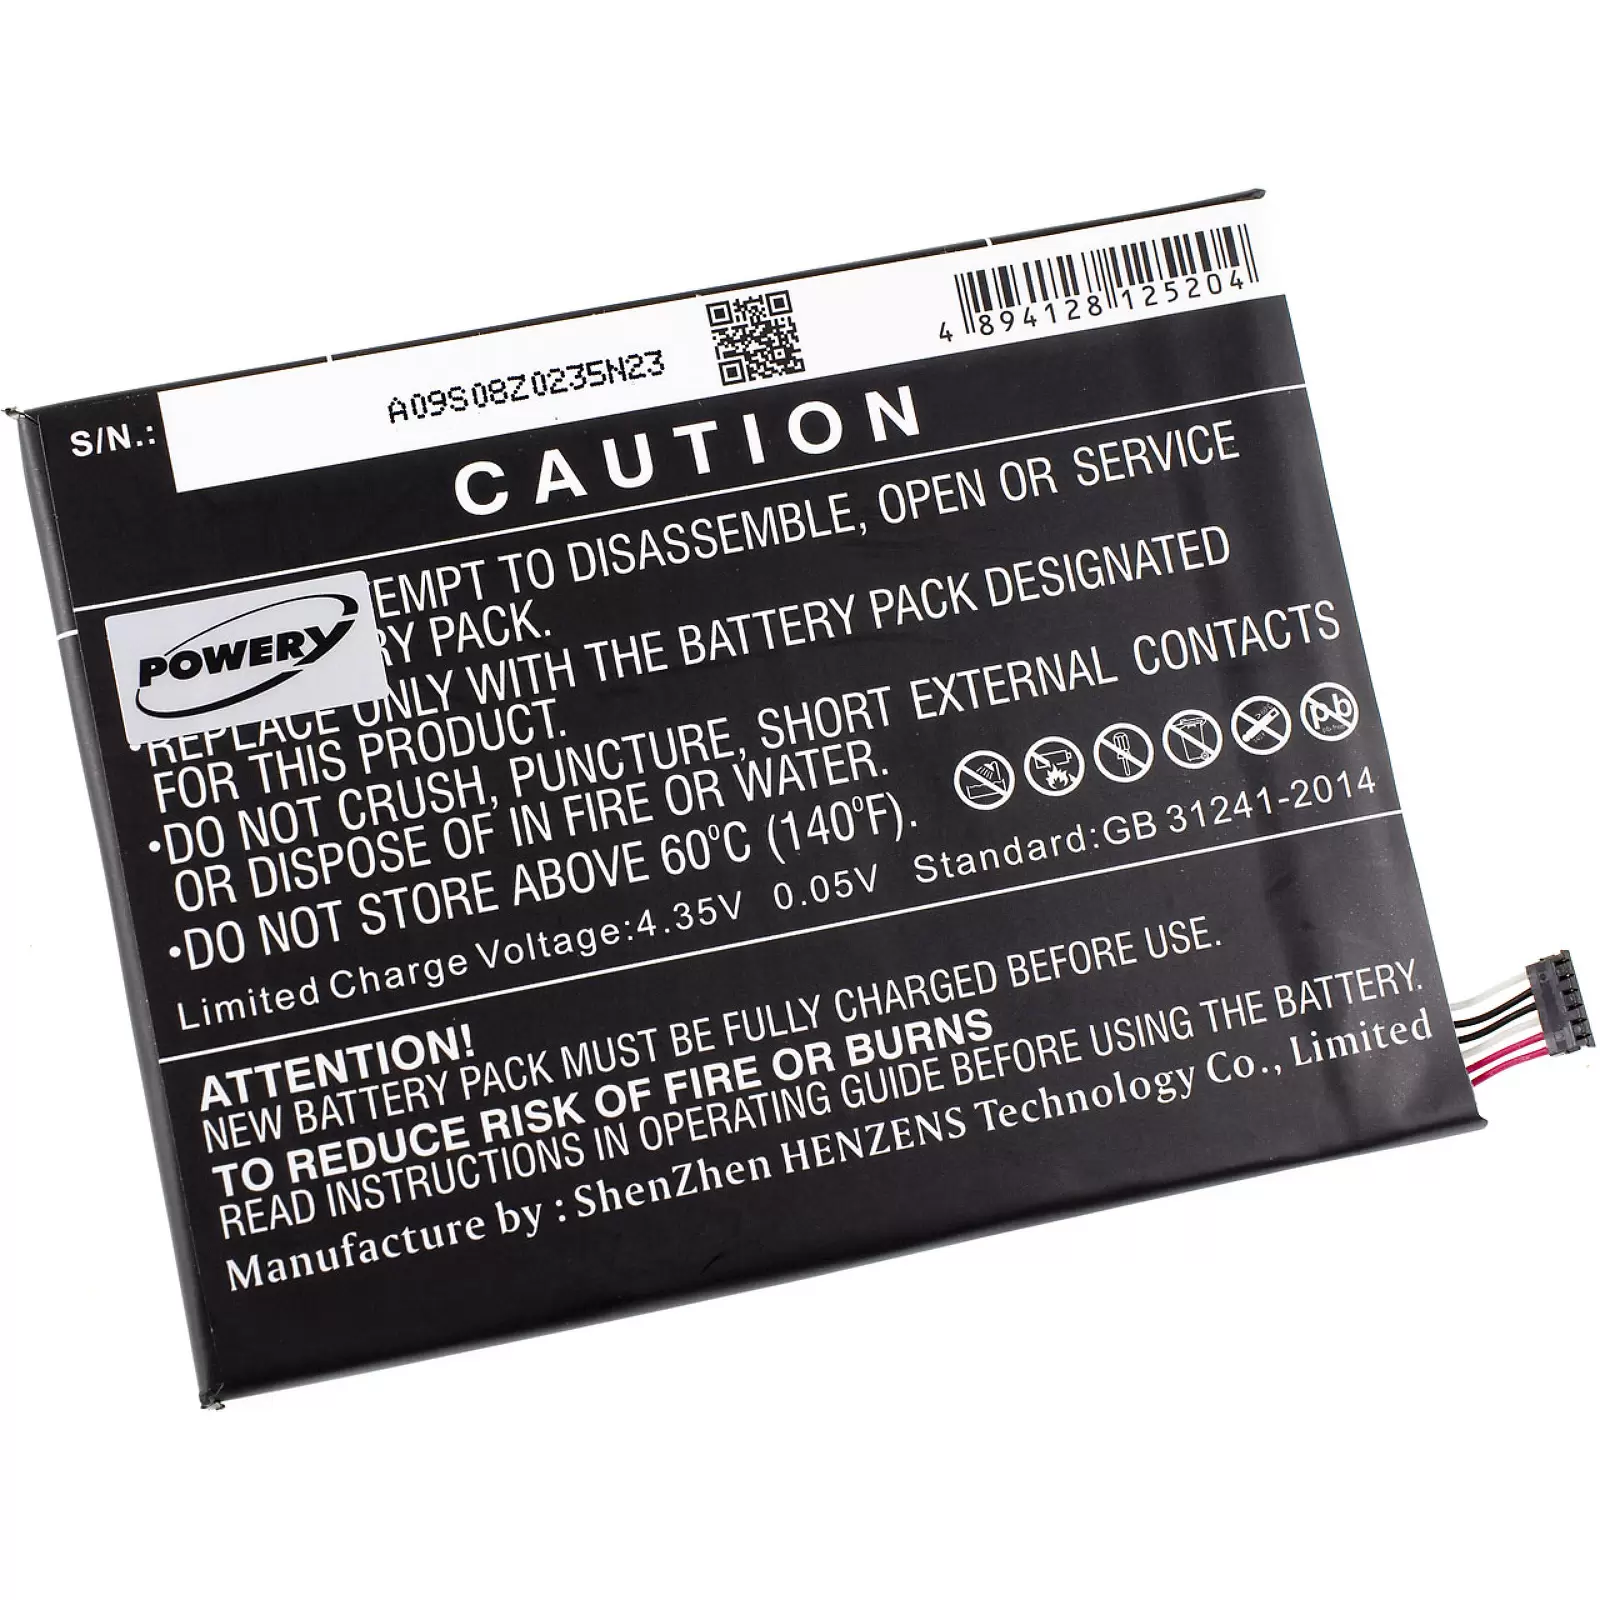 4 894128 125204
S/N.: A09S08Z0235N23
CAUTION
EMPT TO DISASSEMBLE, OPEN OR SERVICE
RY PACK.
•REPLACE ONLY WITH THE BATTERY PACK DESIGNATED
FOR THIS PRODUCT.
•DO NOT CRUSH, PUNCTURE, SHORT EXTERNAL CONTACTS
OR DISPOSE OF IN FIRE OR WATER.
•DO NOT STORE ABOVE 60°C (140°F).
Pb
Limited Charge Voltage:4.35V 0.05V Standard:GB 31241-2014
POWERY
ATTENTION!
NEW BATTERY PACK MUST BE FULLY CHARGED BEFORE USE.
TO REDUCE RISK OF FIRE OR BURNS
READ INSTRUCTIONS IN OPERATING GUIDE BEFORE USING THE BATTERY.
Manufacture by : ShenZhen HENZENS Technology Co., Limited